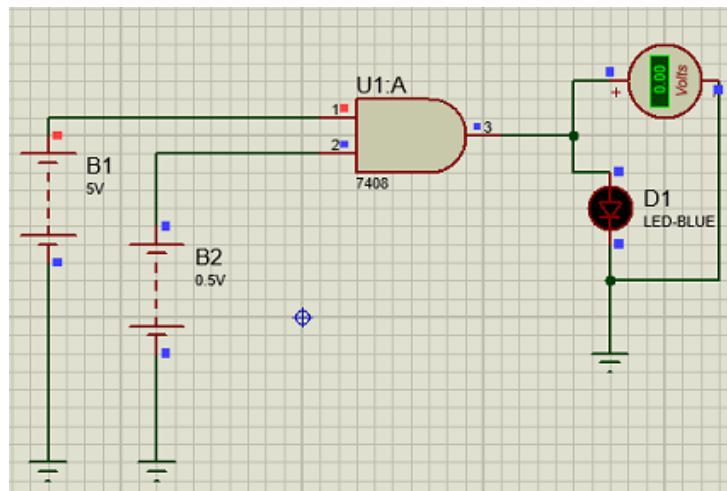 U1:A
1
2
3
7408
B1
5V
B2
0.5V
0.00
Volts
+
D1
LED-BLUE